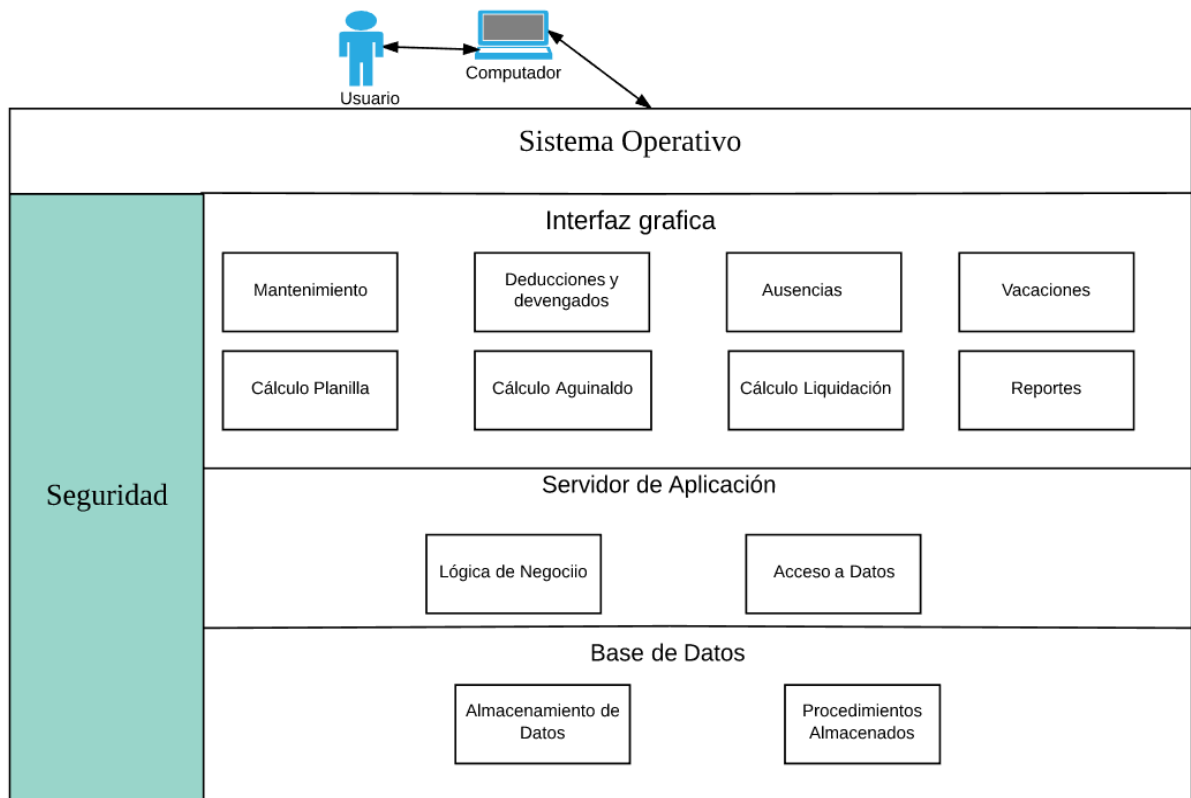 Computador
Usuario
Sistema Operativo
Seguridad
Interfaz grafica
Mantenimiento
Deducciones y
devengados
Ausencias
Vacaciones
Cálculo Planilla
Cálculo Aguinaldo
Cálculo Liquidación
Reportes
Servidor de Aplicación
Lógica de Negociio
Acceso a Datos
Base de Datos
Almacenamiento de
Datos
Procedimientos
Almacenados